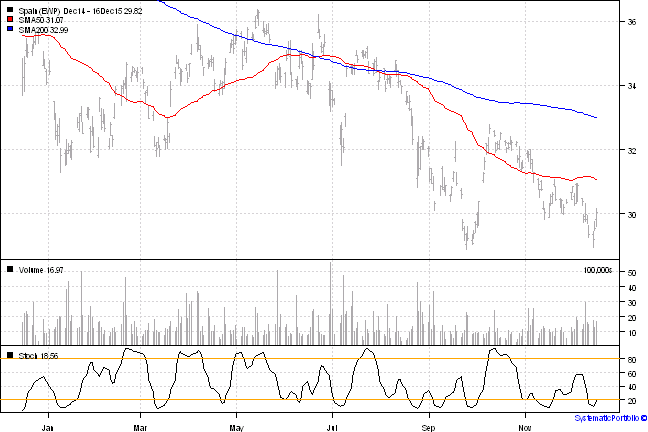 Spain (EWP) Dec14 - 16Dec15 29.82
SMA50 31.07
SMA200 32.99
36
34
32
30
Volume 16.97
100,000s
50
40
30
20
10
Stoch 18.56
80
60
40
20
Jan Mar May Jul Sep Nov
SystematicPortfolio ©